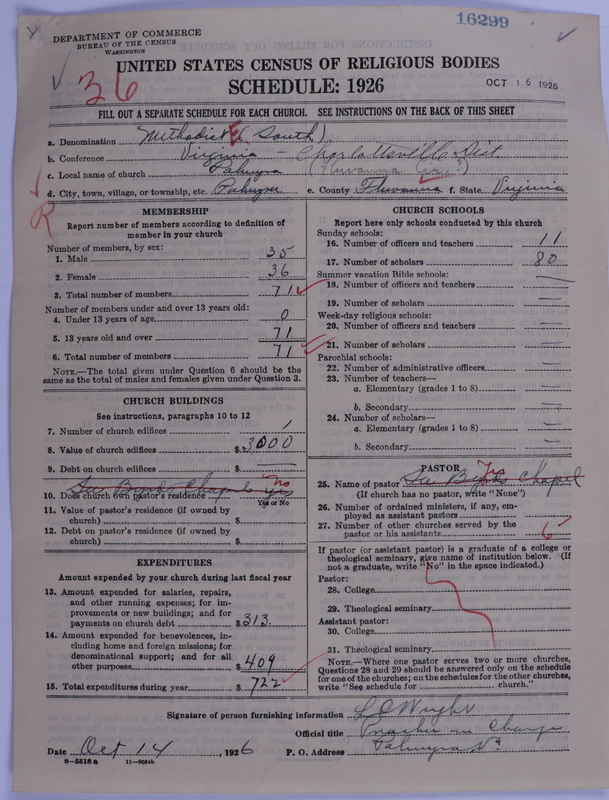 16299
DEPARTMENT OF COMMERCE
BUREAU OF THE CENSUS
WASHINGTON
36
UNITED STATES CENSUS OF RELIGIOUS BODIES
SCHEDULE: 1926
OCT 16 1926
FILL OUT A SEPARATE SCHEDULE FOR EACH CHURCH. SEE INSTRUCTIONS ON THE BACK OF THIS SHEET
a. Denomination Methodist E. (South)
b. Conference Virginia — Charlottsville Dist
c. Local name of church Palmyra (Fluvanna)
d. City, town, village, or township, etc. Palmyra e. County Fluvanna f. State Virginia
R
MEMBERSHIP
Report number of members according to definition of member in your church
Number of members, by sex:
1. Male 35
2. Female 36
3. Total number of members 71
Number of members under and over 13 years old:
4. Under 13 years of age 0
5. 13 years old and over 71
6. Total number of members 71
NOTE.—The total given under Question 6 should be
same as the total of males and females given under Question 3.
CHURCH BUILDINGS
See instructions, paragraphs 10 to 12
7. Number of church edifices 1
8. Value of church edifices $ 3000
9. Debt on church edifices —
See Chapel no
10. Does church own pastor's residence yes
Yes or No
11. Value of pastor's residence (if owned by
church) $
12. Debt on pastor's residence (if owned by
church) $
EXPENDITURES
Amount expended by your church during last fiscal year
13. Amount expended for salaries, repairs,
and other running expenses; for im-
provements or new buildings; and for
payments on church debt $ 313.
14. Amount expended for benevolences, in-
cluding home and foreign missions; for
denominational support; and for all
other purposes $ 409
15. Total expenditures during year $ 722
CHURCH SCHOOLS
Report here only schools conducted by this church
Sunday schools:
16. Number of officers and teachers 11
17. Number of scholars 80
Summer vacation Bible schools:
18. Number of officers and teachers —
19. Number of scholars —
Week-day religious schools:
20. Number of officers and teachers —
21. Number of scholars —
Parochial schools:
22. Number of administrative officers —
23. Number of teachers—
a. Elementary (grades 1 to 8) —
b. Secondary —
24. Number of scholars—
a. Elementary (grades 1 to 8) —
b. Secondary —
PASTOR
25. Name of pastor See Chapel
(If church has no pastor, write "None")
26. Number of ordained ministers, if any, em-
ployed as assistant pastors
27. Number of other churches served by the
pastor or his assistants 6
If pastor (or assistant pastor) is a graduate of a college or
theological seminary, give name of institution below. (If
not a graduate, write "No" in the space indicated.)
Pastor:
28. College
29. Theological seminary
Assistant pastor:
30. College
31. Theological seminary
NOTE.—Where one pastor serves two or more churches,
Questions 28 and 29 should be answered only on the schedule
for one of the churches; on the schedules for the other churches,
write "See schedule for church."
Signature of person furnishing information L C Wright
Official title Preacher in Charge
Date Oct 14, 1926 P. O. Address Palmyra Va
8—5518a 11—9554b